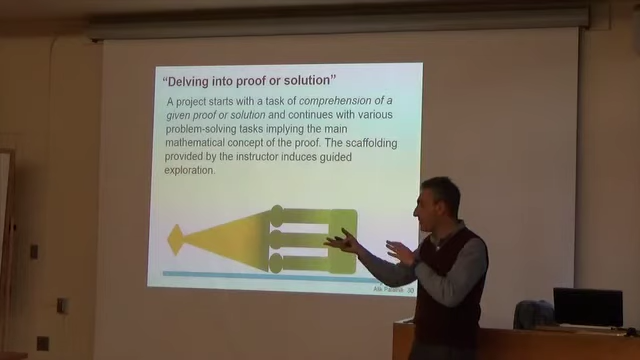 "Delving into proof or solution"
A project starts with a task of comprehension of a
given proof or solution and continues with various
problem-solving tasks implying the main
mathematical concept of the proof. The scaffolding
provided by the instructor induces guided
exploration.
30